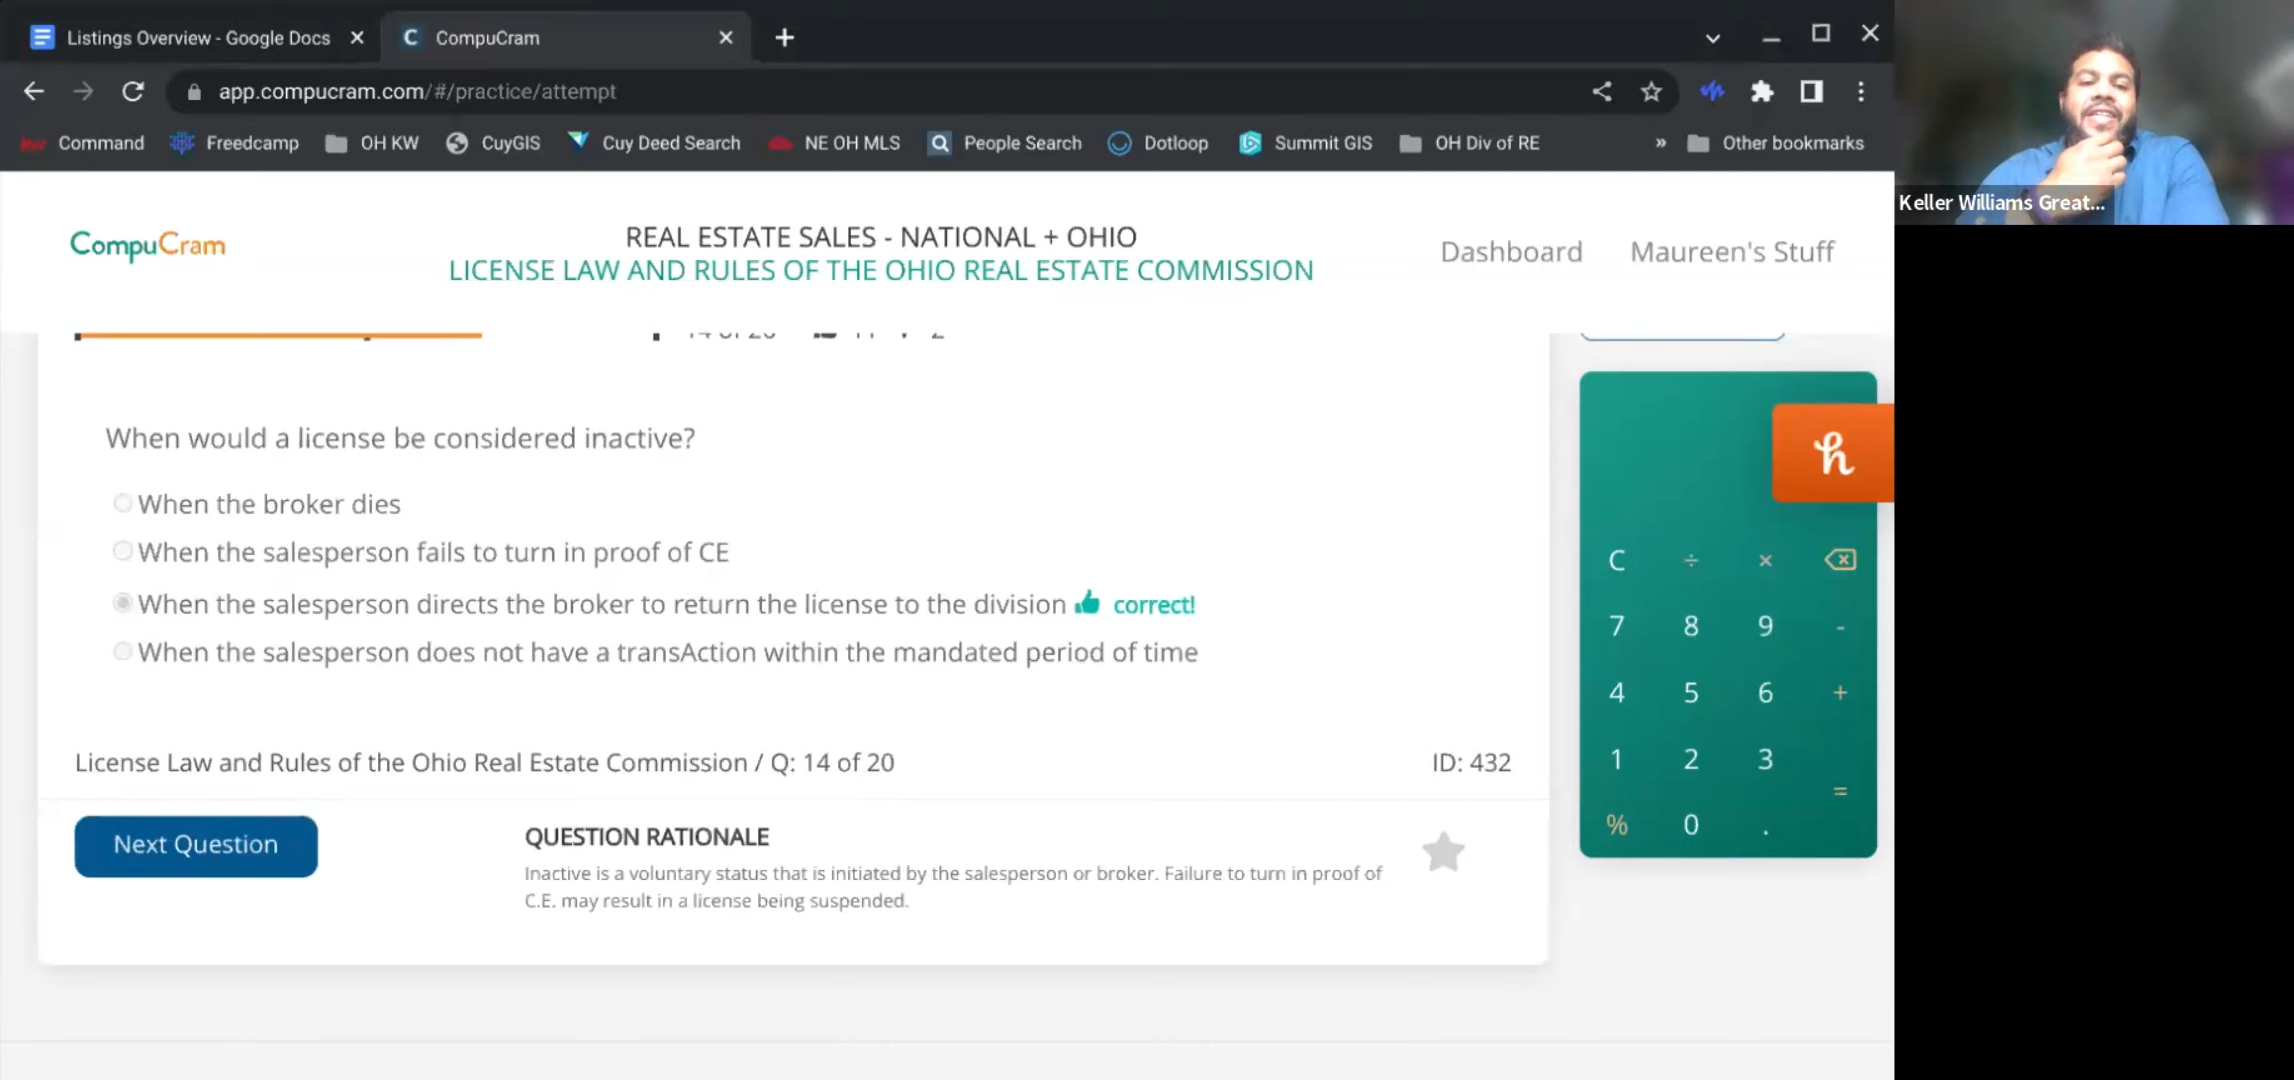 Listings Overview - Google Docs
CompuCram
app.compucram.com/#/practice/attempt
kw Command
Freedcamp
OH KW
CuyGIS
Cuy Deed Search
NE OH MLS
People Search
Dotloop
Summit GIS
OH Div of RE
»
Other bookmarks
Keller Williams Great...
CompuCram
REAL ESTATE SALES - NATIONAL + OHIO
LICENSE LAW AND RULES OF THE OHIO REAL ESTATE COMMISSION
Dashboard
Maureen's Stuff
When would a license be considered inactive?
When the broker dies
When the salesperson fails to turn in proof of CE
When the salesperson directs the broker to return the license to the division correct!
When the salesperson does not have a transAction within the mandated period of time
License Law and Rules of the Ohio Real Estate Commission / Q: 14 of 20
ID: 432
Next Question
QUESTION RATIONALE
Inactive is a voluntary status that is initiated by the salesperson or broker. Failure to turn in proof of
C.E. may result in a license being suspended.
h
C ÷ ×
7 8 9 -
4 5 6 +
1 2 3
=
% 0 .